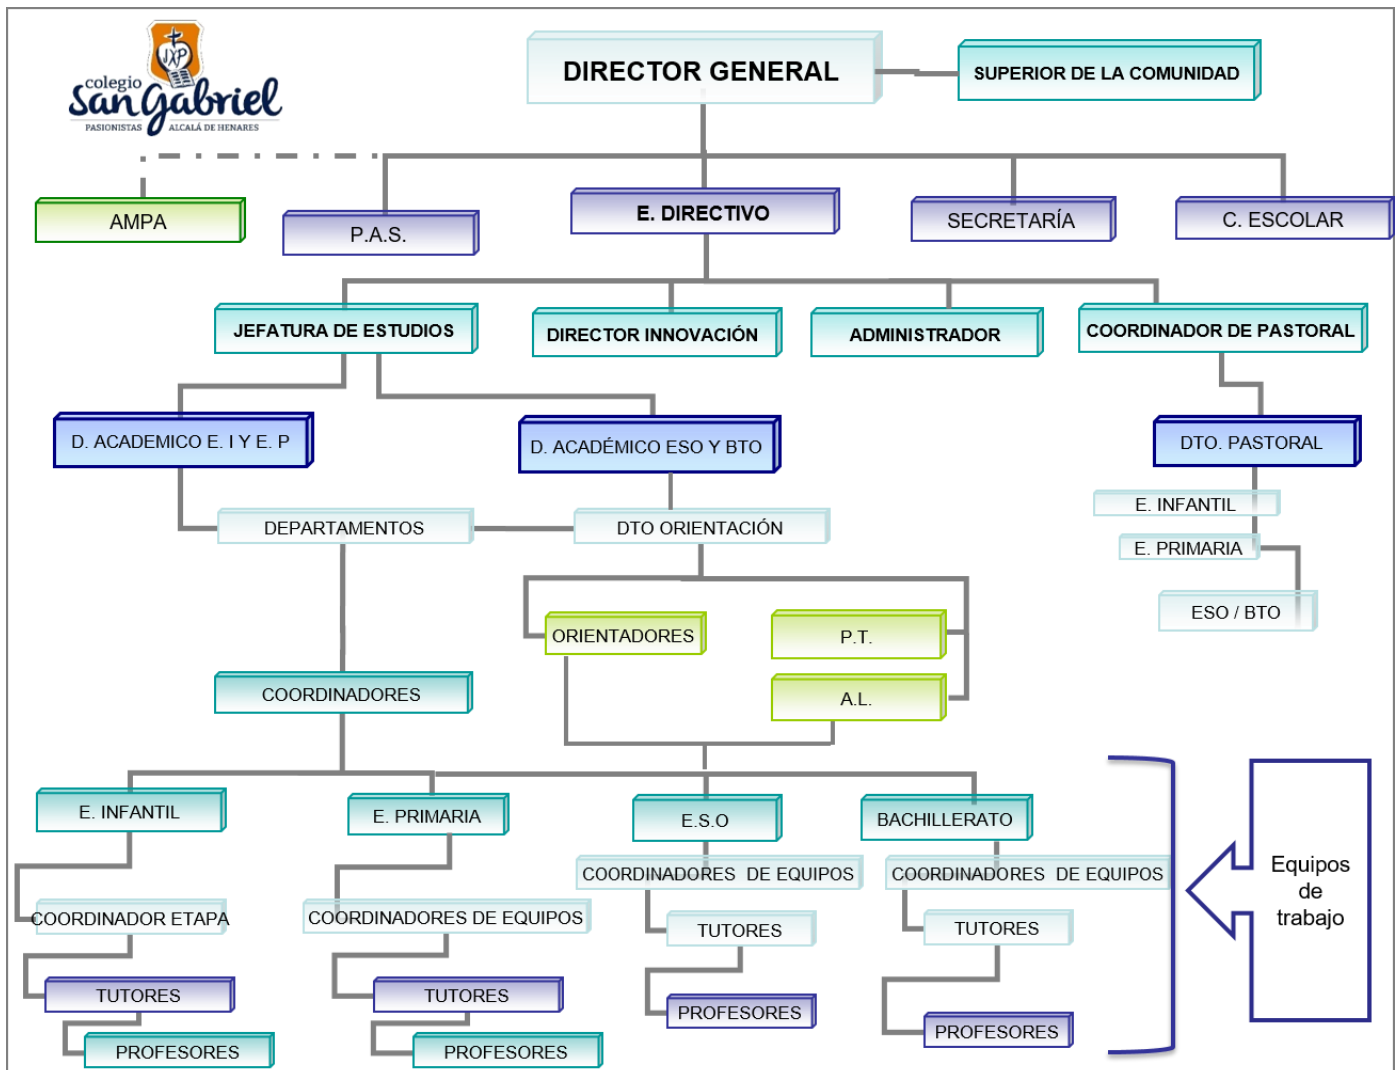 JXP
colegio
San Gabriel
PASIONISTAS ALCALÁ DE HENARES
DIRECTOR GENERAL
SUPERIOR DE LA COMUNIDAD
AMPA
P.A.S.
E. DIRECTIVO
SECRETARÍA
C. ESCOLAR
JEFATURA DE ESTUDIOS
DIRECTOR INNOVACIÓN
ADMINISTRADOR
COORDINADOR DE PASTORAL
D. ACADEMICO E. I Y E. P
D. ACADÉMICO ESO Y BTO
DTO. PASTORAL
E. INFANTIL
E. PRIMARIA
ESO / BTO
DEPARTAMENTOS
DTO ORIENTACIÓN
ORIENTADORES
P.T.
A.L.
COORDINADORES
E. INFANTIL
E. PRIMARIA
E.S.O
BACHILLERATO
COORDINADOR ETAPA
COORDINADORES DE EQUIPOS
COORDINADORES DE EQUIPOS
COORDINADORES DE EQUIPOS
TUTORES
TUTORES
TUTORES
TUTORES
PROFESORES
PROFESORES
PROFESORES
PROFESORES
Equipos
de
trabajo